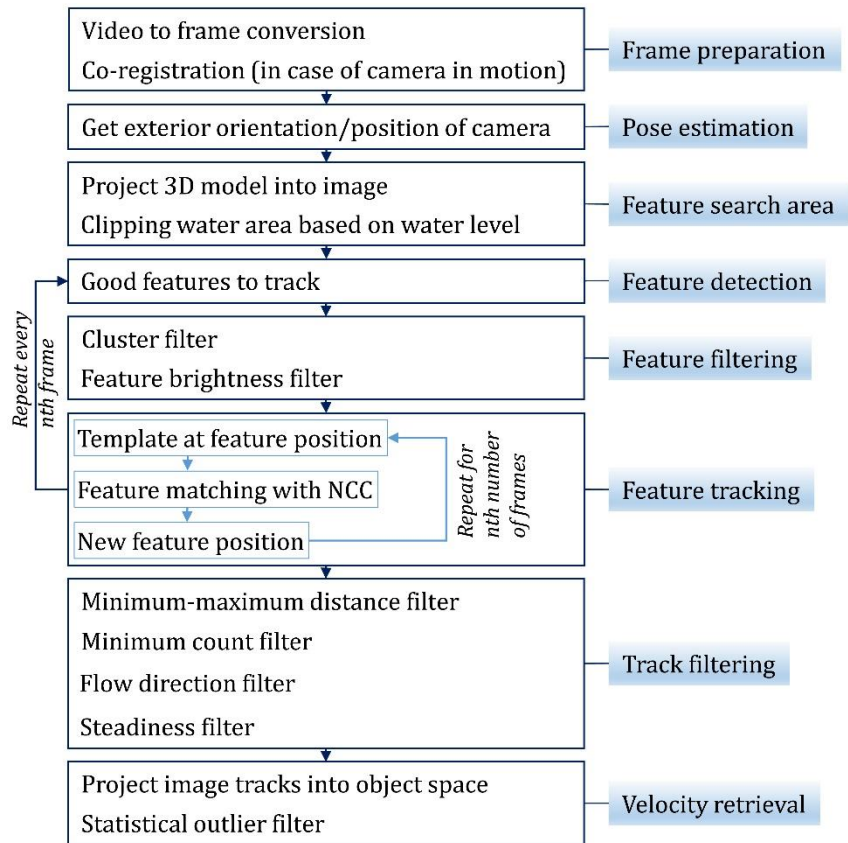 Video to frame conversion
Co-registration (in case of camera in motion)
Frame preparation
Get exterior orientation/position of camera
Pose estimation
Project 3D model into image
Clipping water area based on water level
Feature search area
Good features to track
Feature detection
Repeat every
nth frame
Cluster filter
Feature brightness filter
Feature filtering
Template at feature position
Feature matching with NCC
New feature position
Repeat for
nth number
of frames
Feature tracking
Minimum-maximum distance filter
Minimum count filter
Flow direction filter
Steadiness filter
Track filtering
Project image tracks into object space
Statistical outlier filter
Velocity retrieval